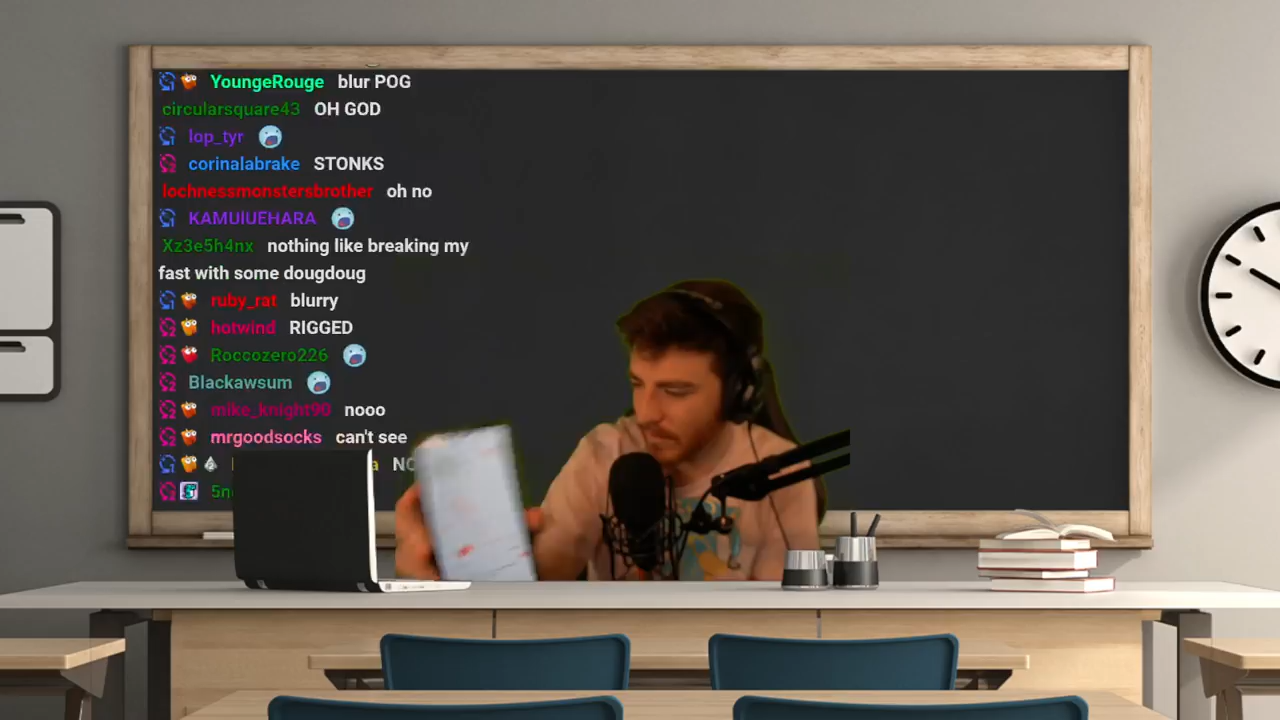 YoungeRouge blur POG
circularsquare43 OH GOD
lop_tyr
corinalabrake STONKS
lochnessmonstersbrother oh no
KAMUIUEHARA
Xz3e5h4nx nothing like breaking my
fast with some dougdoug
ruby_rat blurry
hotwind RIGGED
Roccozero226
Blackawsum
mike_knight90 nooo
mrgoodsocks can't see